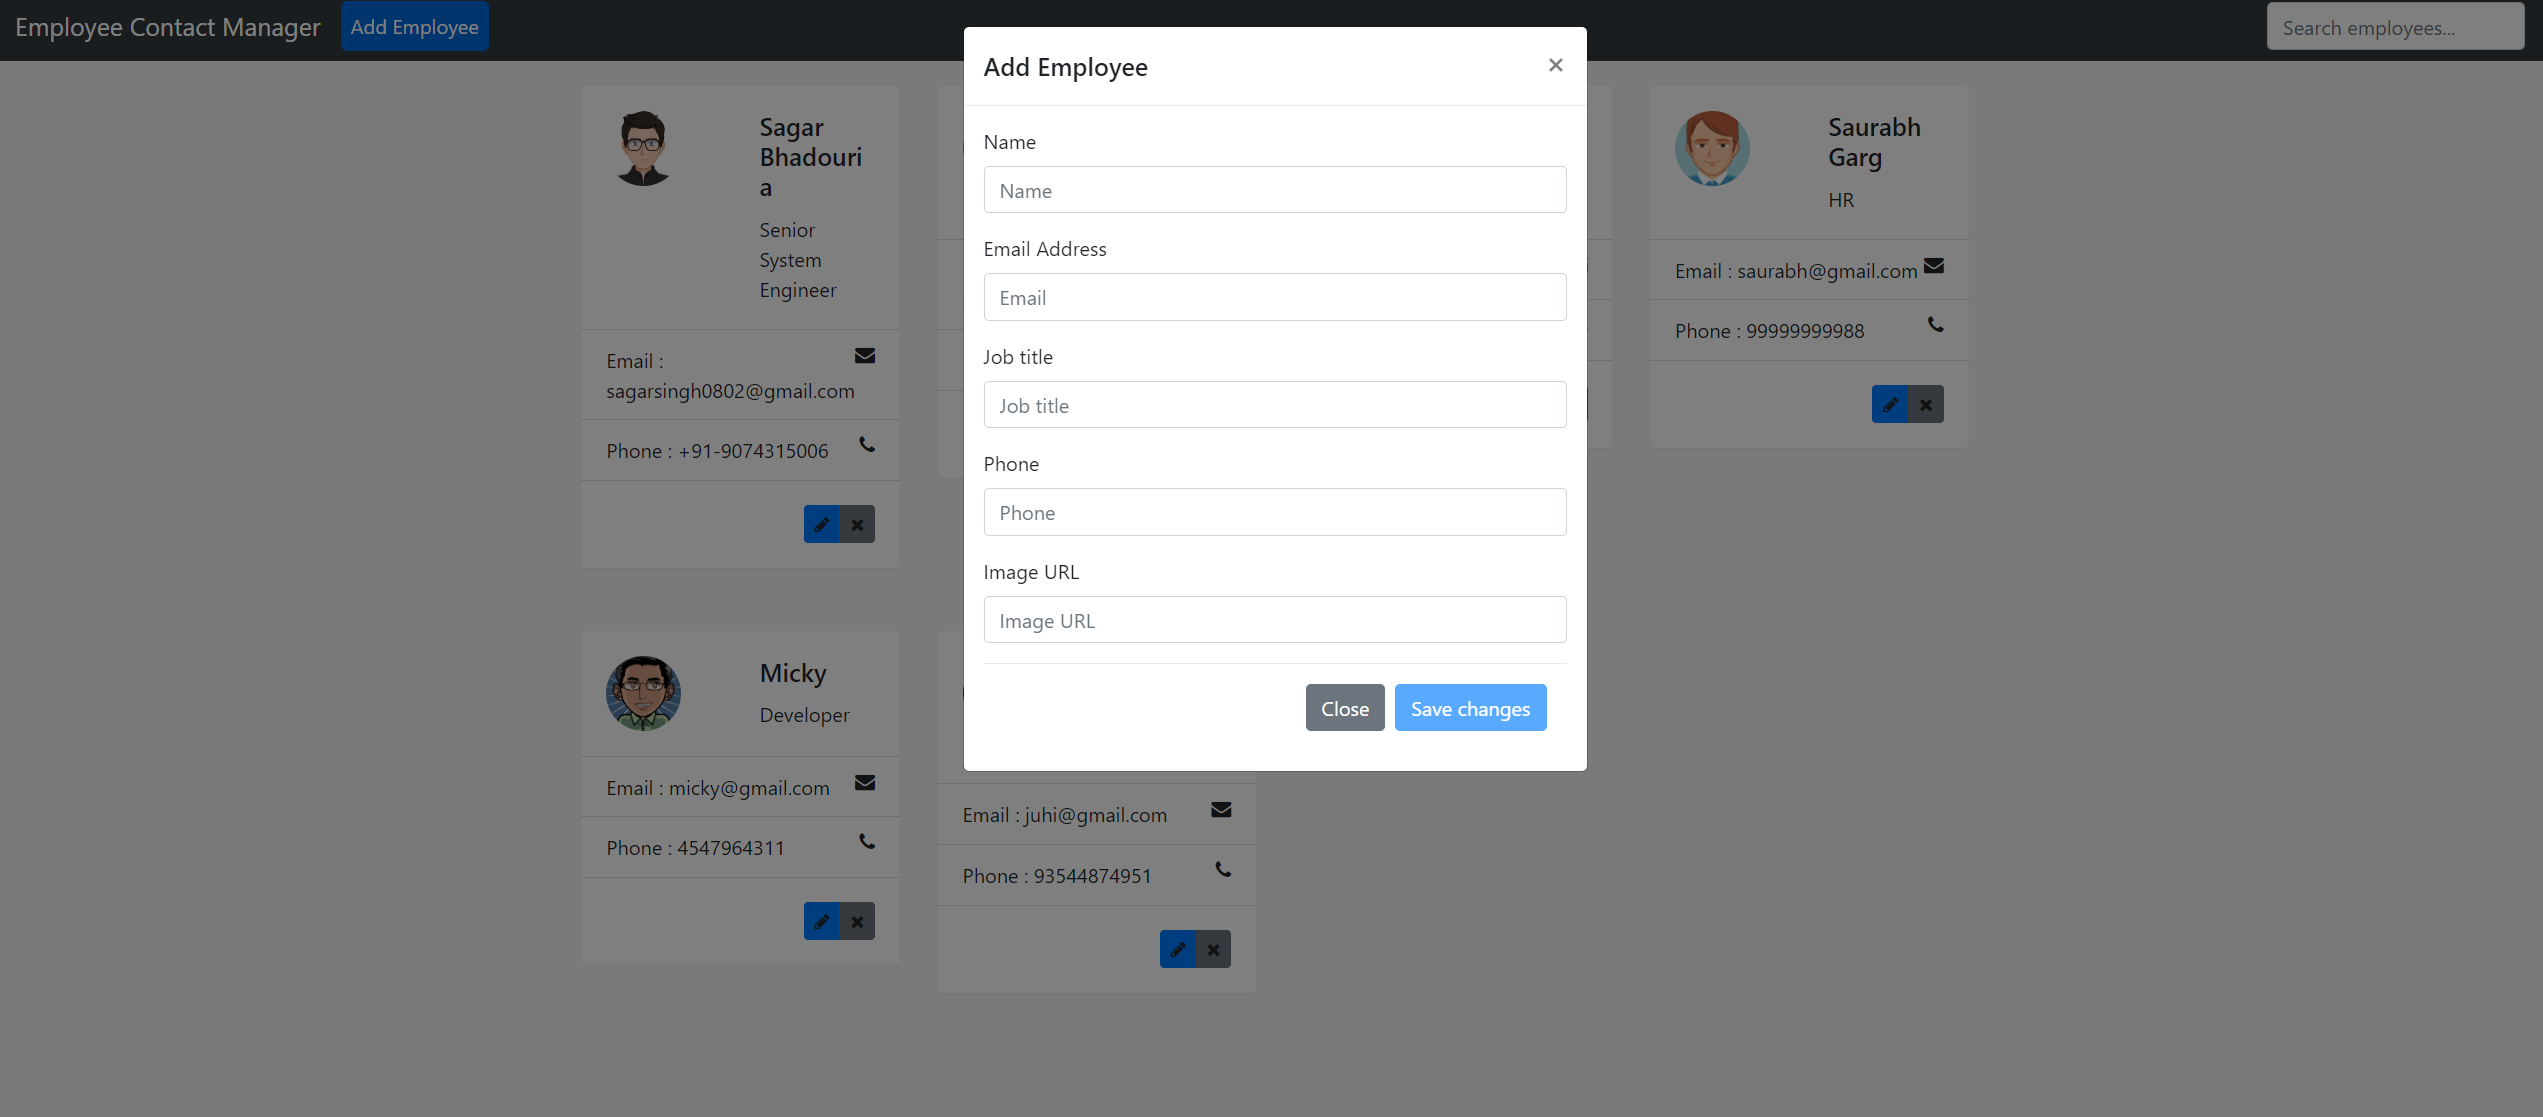 Employee Contact Manager
Add Employee
Search employees...
Add Employee
×
Name
Name
Email Address
Email
Job title
Job title
Phone
Phone
Image URL
Image URL
Close
Save changes
Sagar
Bhadouri
a
Senior
System
Engineer
Email :
sagarsingh0802@gmail.com
Phone : +91-9074315006
Saurabh
Garg
HR
Email : saurabh@gmail.com
Phone : 99999999988
Micky
Developer
Email : micky@gmail.com
Phone : 4547964311
Email : juhi@gmail.com
Phone : 93544874951